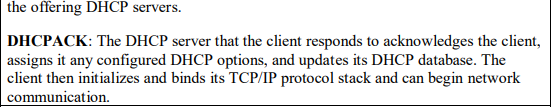 the offering DHCP servers.
DHCPACK: The DHCP server that the client responds to acknowledges the client,
assigns it any configured DHCP options, and updates its DHCP database. The
client then initializes and binds its TCP/IP protocol stack and can begin network
communication.